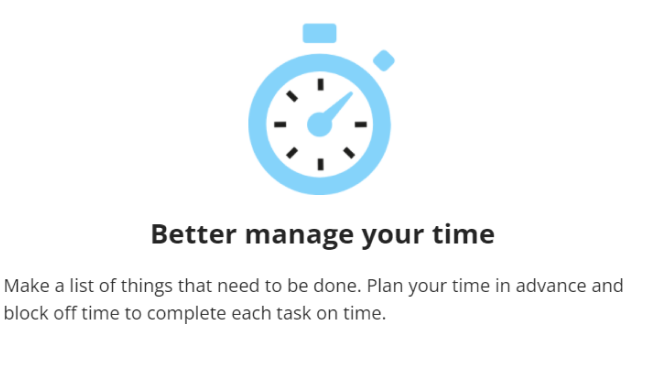 Better manage your time
Make a list of things that need to be done. Plan your time in advance and
block off time to complete each task on time.